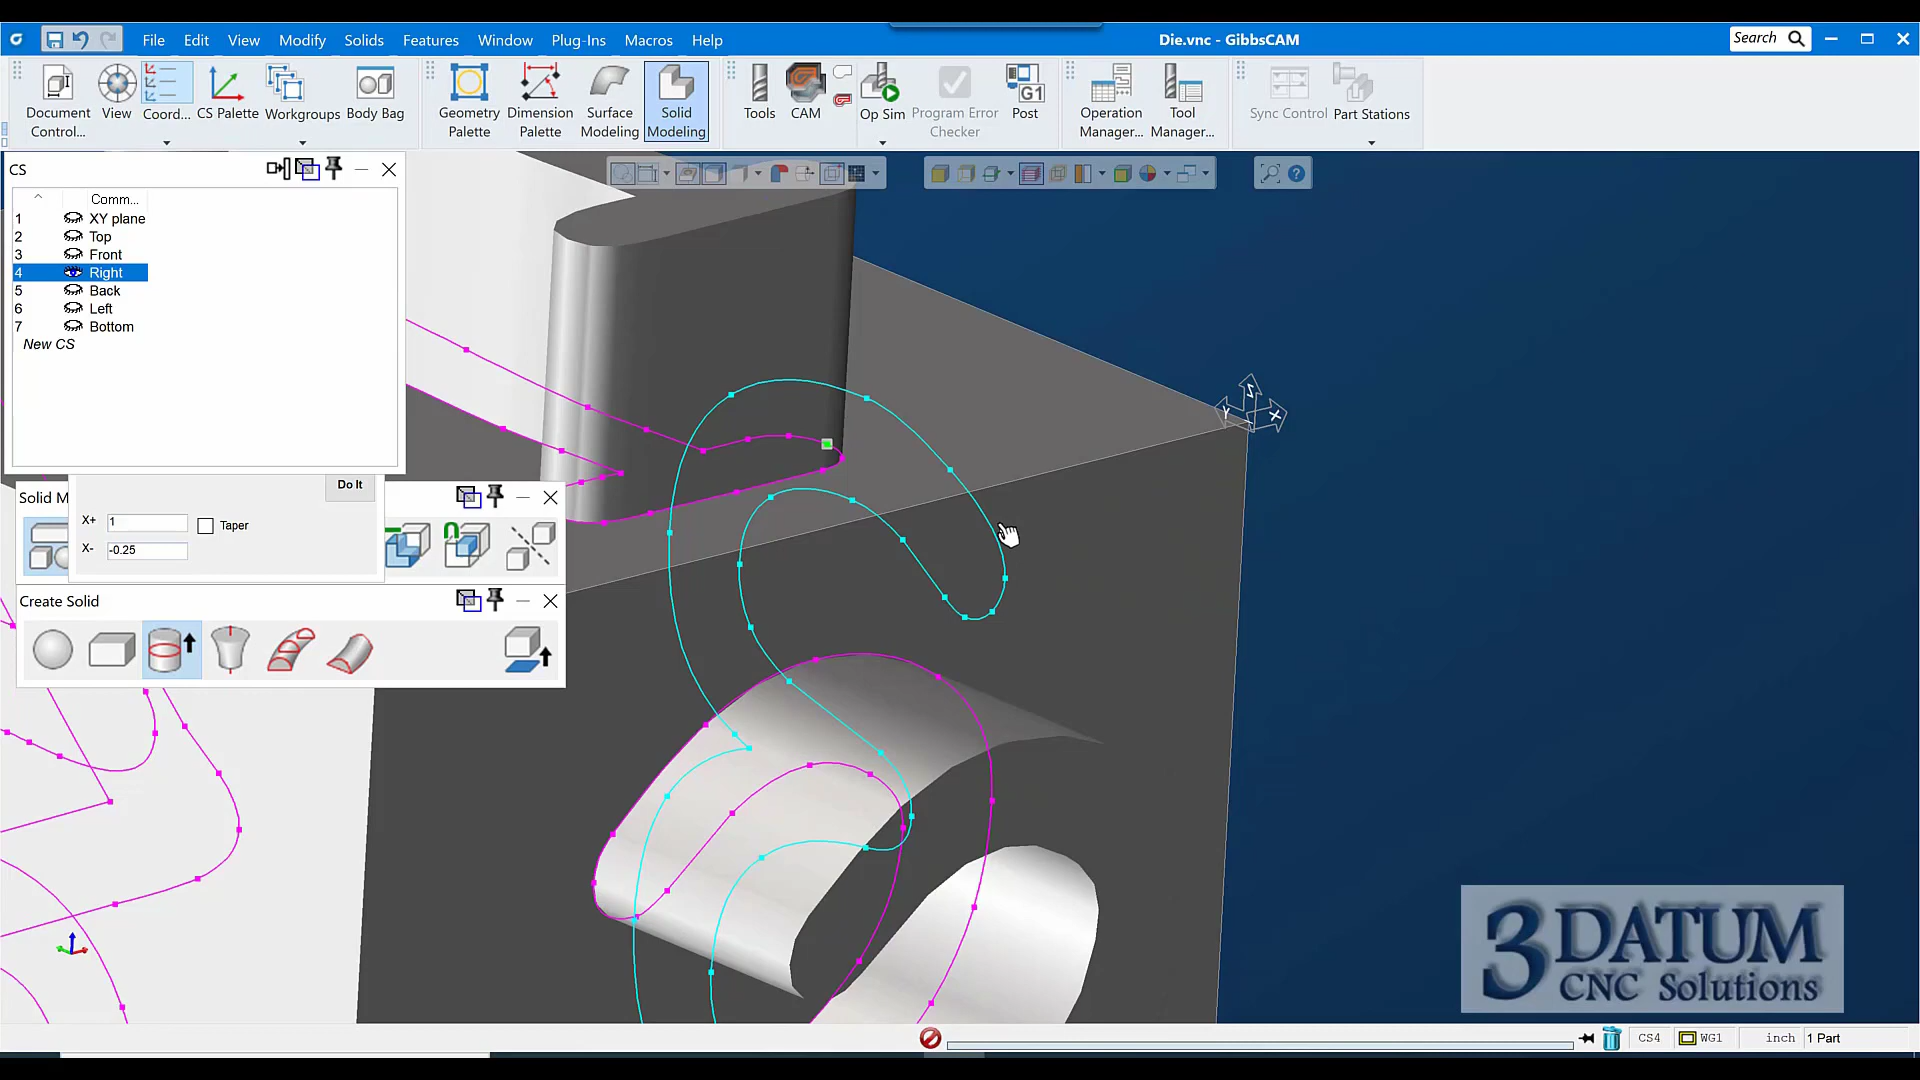 File Edit View Modify Solids Features Window Plug-Ins Macros Help
Die.vnc - GibbsCAM
Search
Document Control...
View
Coord...
CS Palette
Workgroups
Body Bag
Geometry Palette
Dimension Palette
Surface Modeling
Solid Modeling
Tools
CAM
Op Sim
Program Error Checker
G1
Post
Operation Manager...
Tool Manager...
Sync Control
Part Stations
CS
Comm...
1 XY plane
2 Top
3 Front
4 Right
5 Back
6 Left
7 Bottom
New CS
Do It
Solid M
X+ 1
Taper
X- -0.25
Create Solid
Z
Y
X
3DATUM
CNC Solutions
CS4 WG1 inch 1 Part